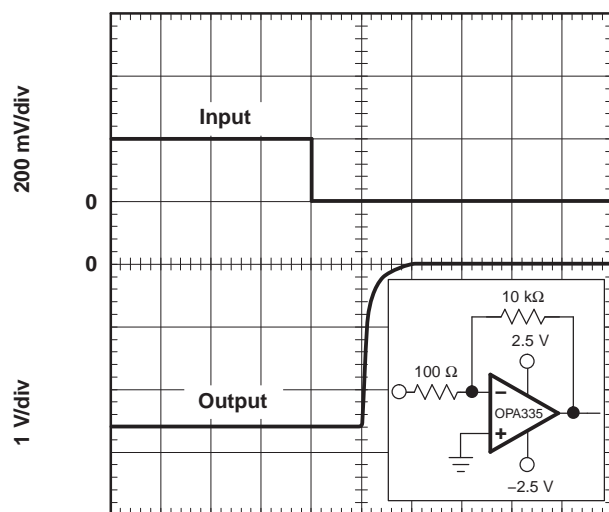 200 mV/div
Input
0
0
1 V/div
Output
10 kΩ
2.5 V
100 Ω
−
OPA335
+
−2.5 V